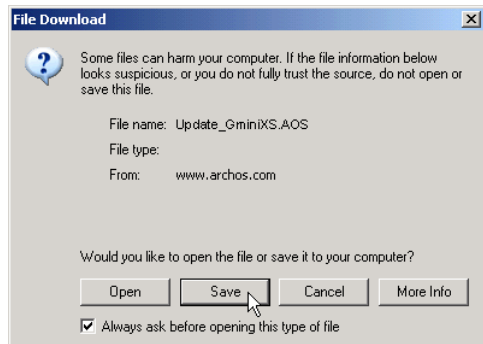 File Download
Some files can harm your computer. If the file information below
looks suspicious, or you do not fully trust the source, do not open or
save this file.
File name: Update_GminiXS.AOS
File type:
From: www.archos.com
Would you like to open the file or save it to your computer?
Open Save Cancel More Info
Always ask before opening this type of file